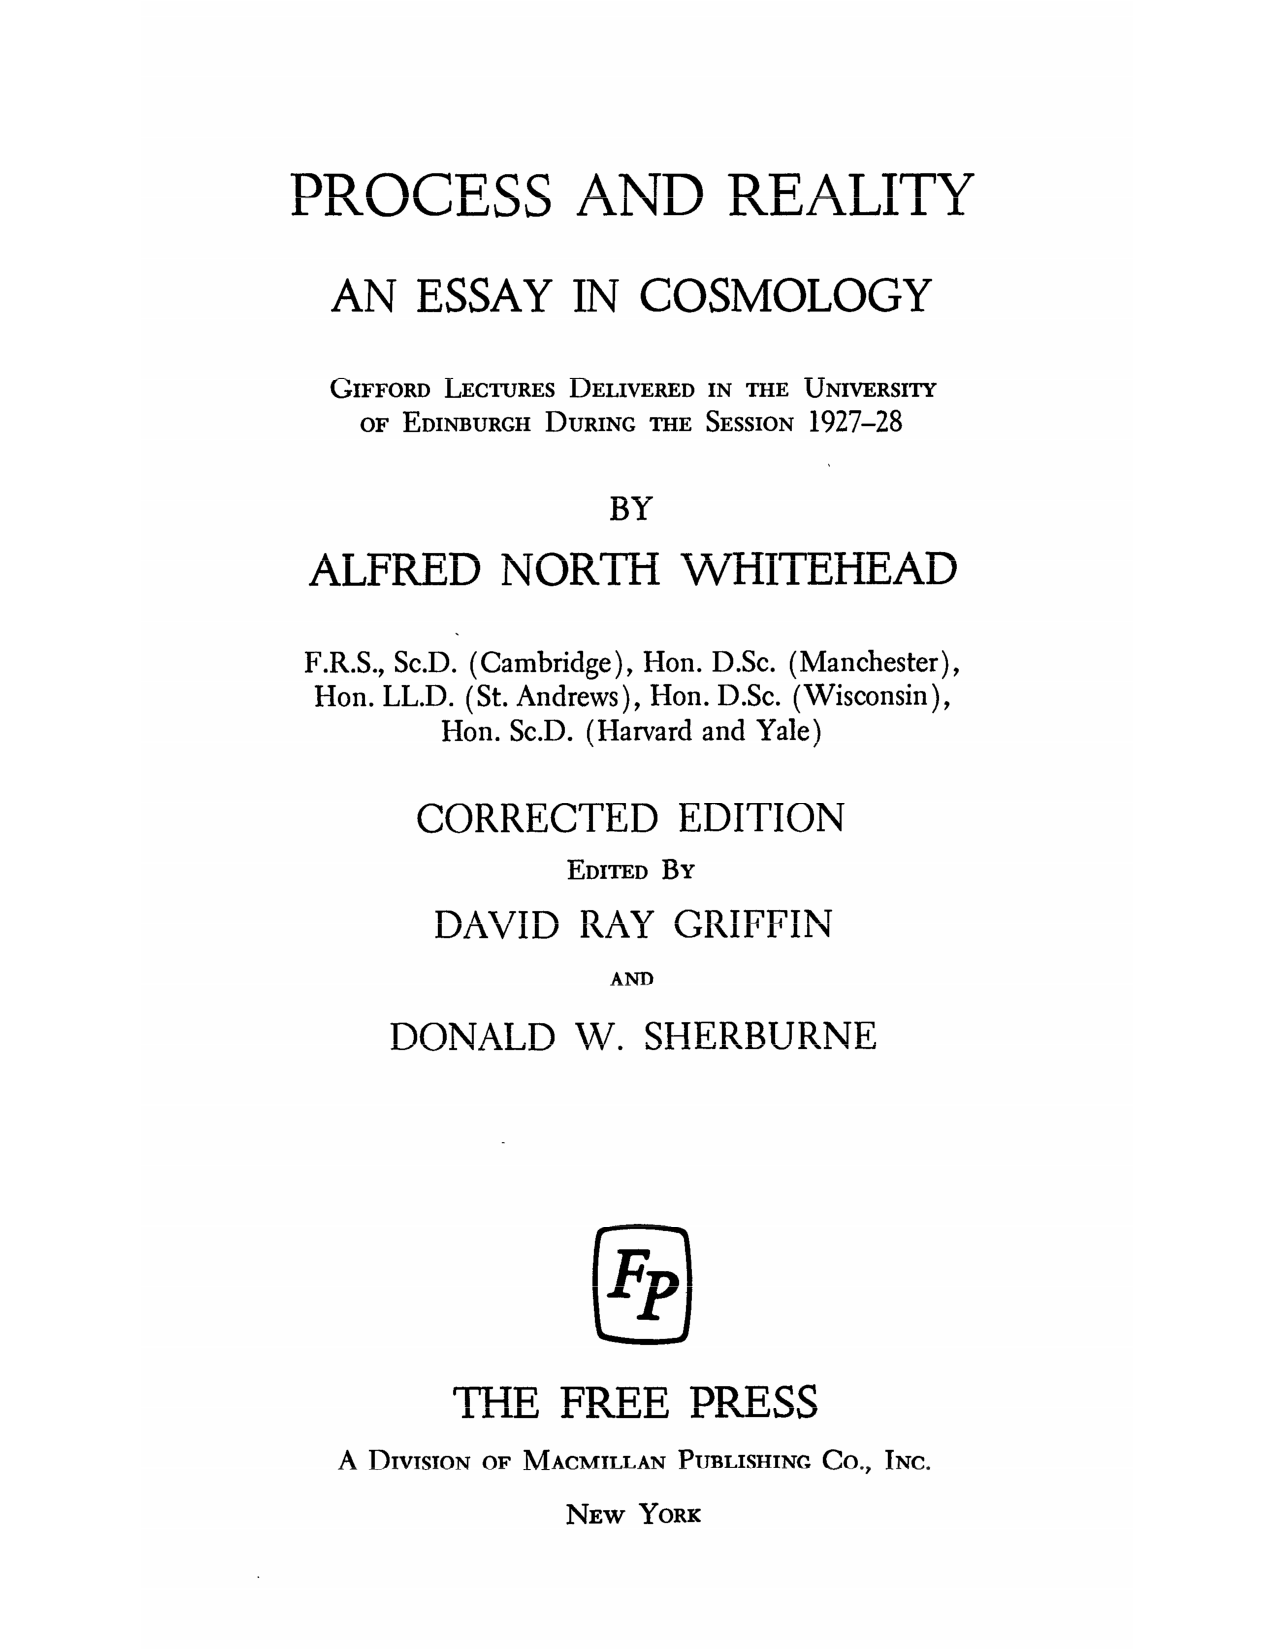 PROCESS AND REALITY
AN ESSAY IN COSMOLOGY
GIFFORD LECTURES DELIVERED IN THE UNIVERSITY
OF EDINBURGH DURING THE SESSION 1927–28
BY
ALFRED NORTH WHITEHEAD
F.R.S., Sc.D. (Cambridge), Hon. D.Sc. (Manchester),
Hon. LL.D. (St. Andrews), Hon. D.Sc. (Wisconsin),
Hon. Sc.D. (Harvard and Yale)
CORRECTED EDITION
EDITED BY
DAVID RAY GRIFFIN
AND
DONALD W. SHERBURNE
FP
THE FREE PRESS
A DIVISION OF MACMILLAN PUBLISHING CO., INC.
NEW YORK